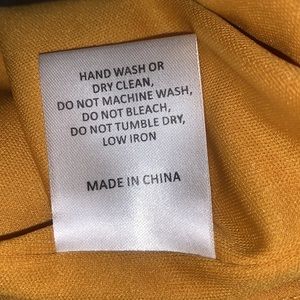 HAND WASH OR
DRY CLEAN,
DO NOT MACHINE WASH,
DO NOT BLEACH,
DO NOT TUMBLE DRY,
LOW IRON
MADE IN CHINA